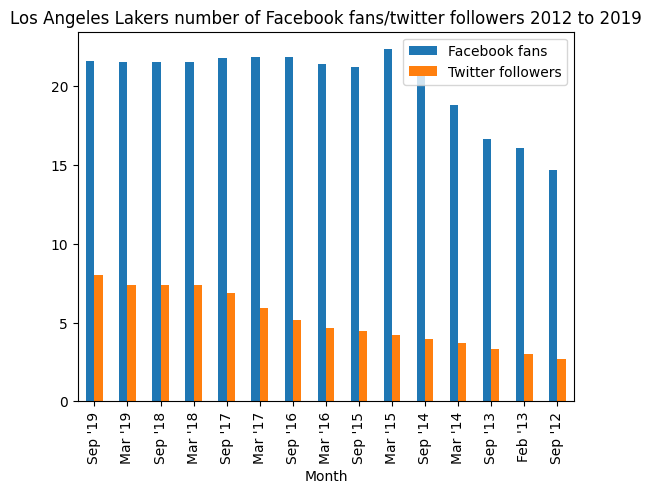 Los Angeles Lakers number of Facebook fans/twitter followers 2012 to 2019
Facebook fans
Twitter followers
20
15
10
5
0
Sep '19
Mar '19
Sep '18
Mar '18
Sep '17
Mar '17
Sep '16
Mar '16
Sep '15
Mar '15
Sep '14
Mar '14
Sep '13
Feb '13
Sep '12
Month